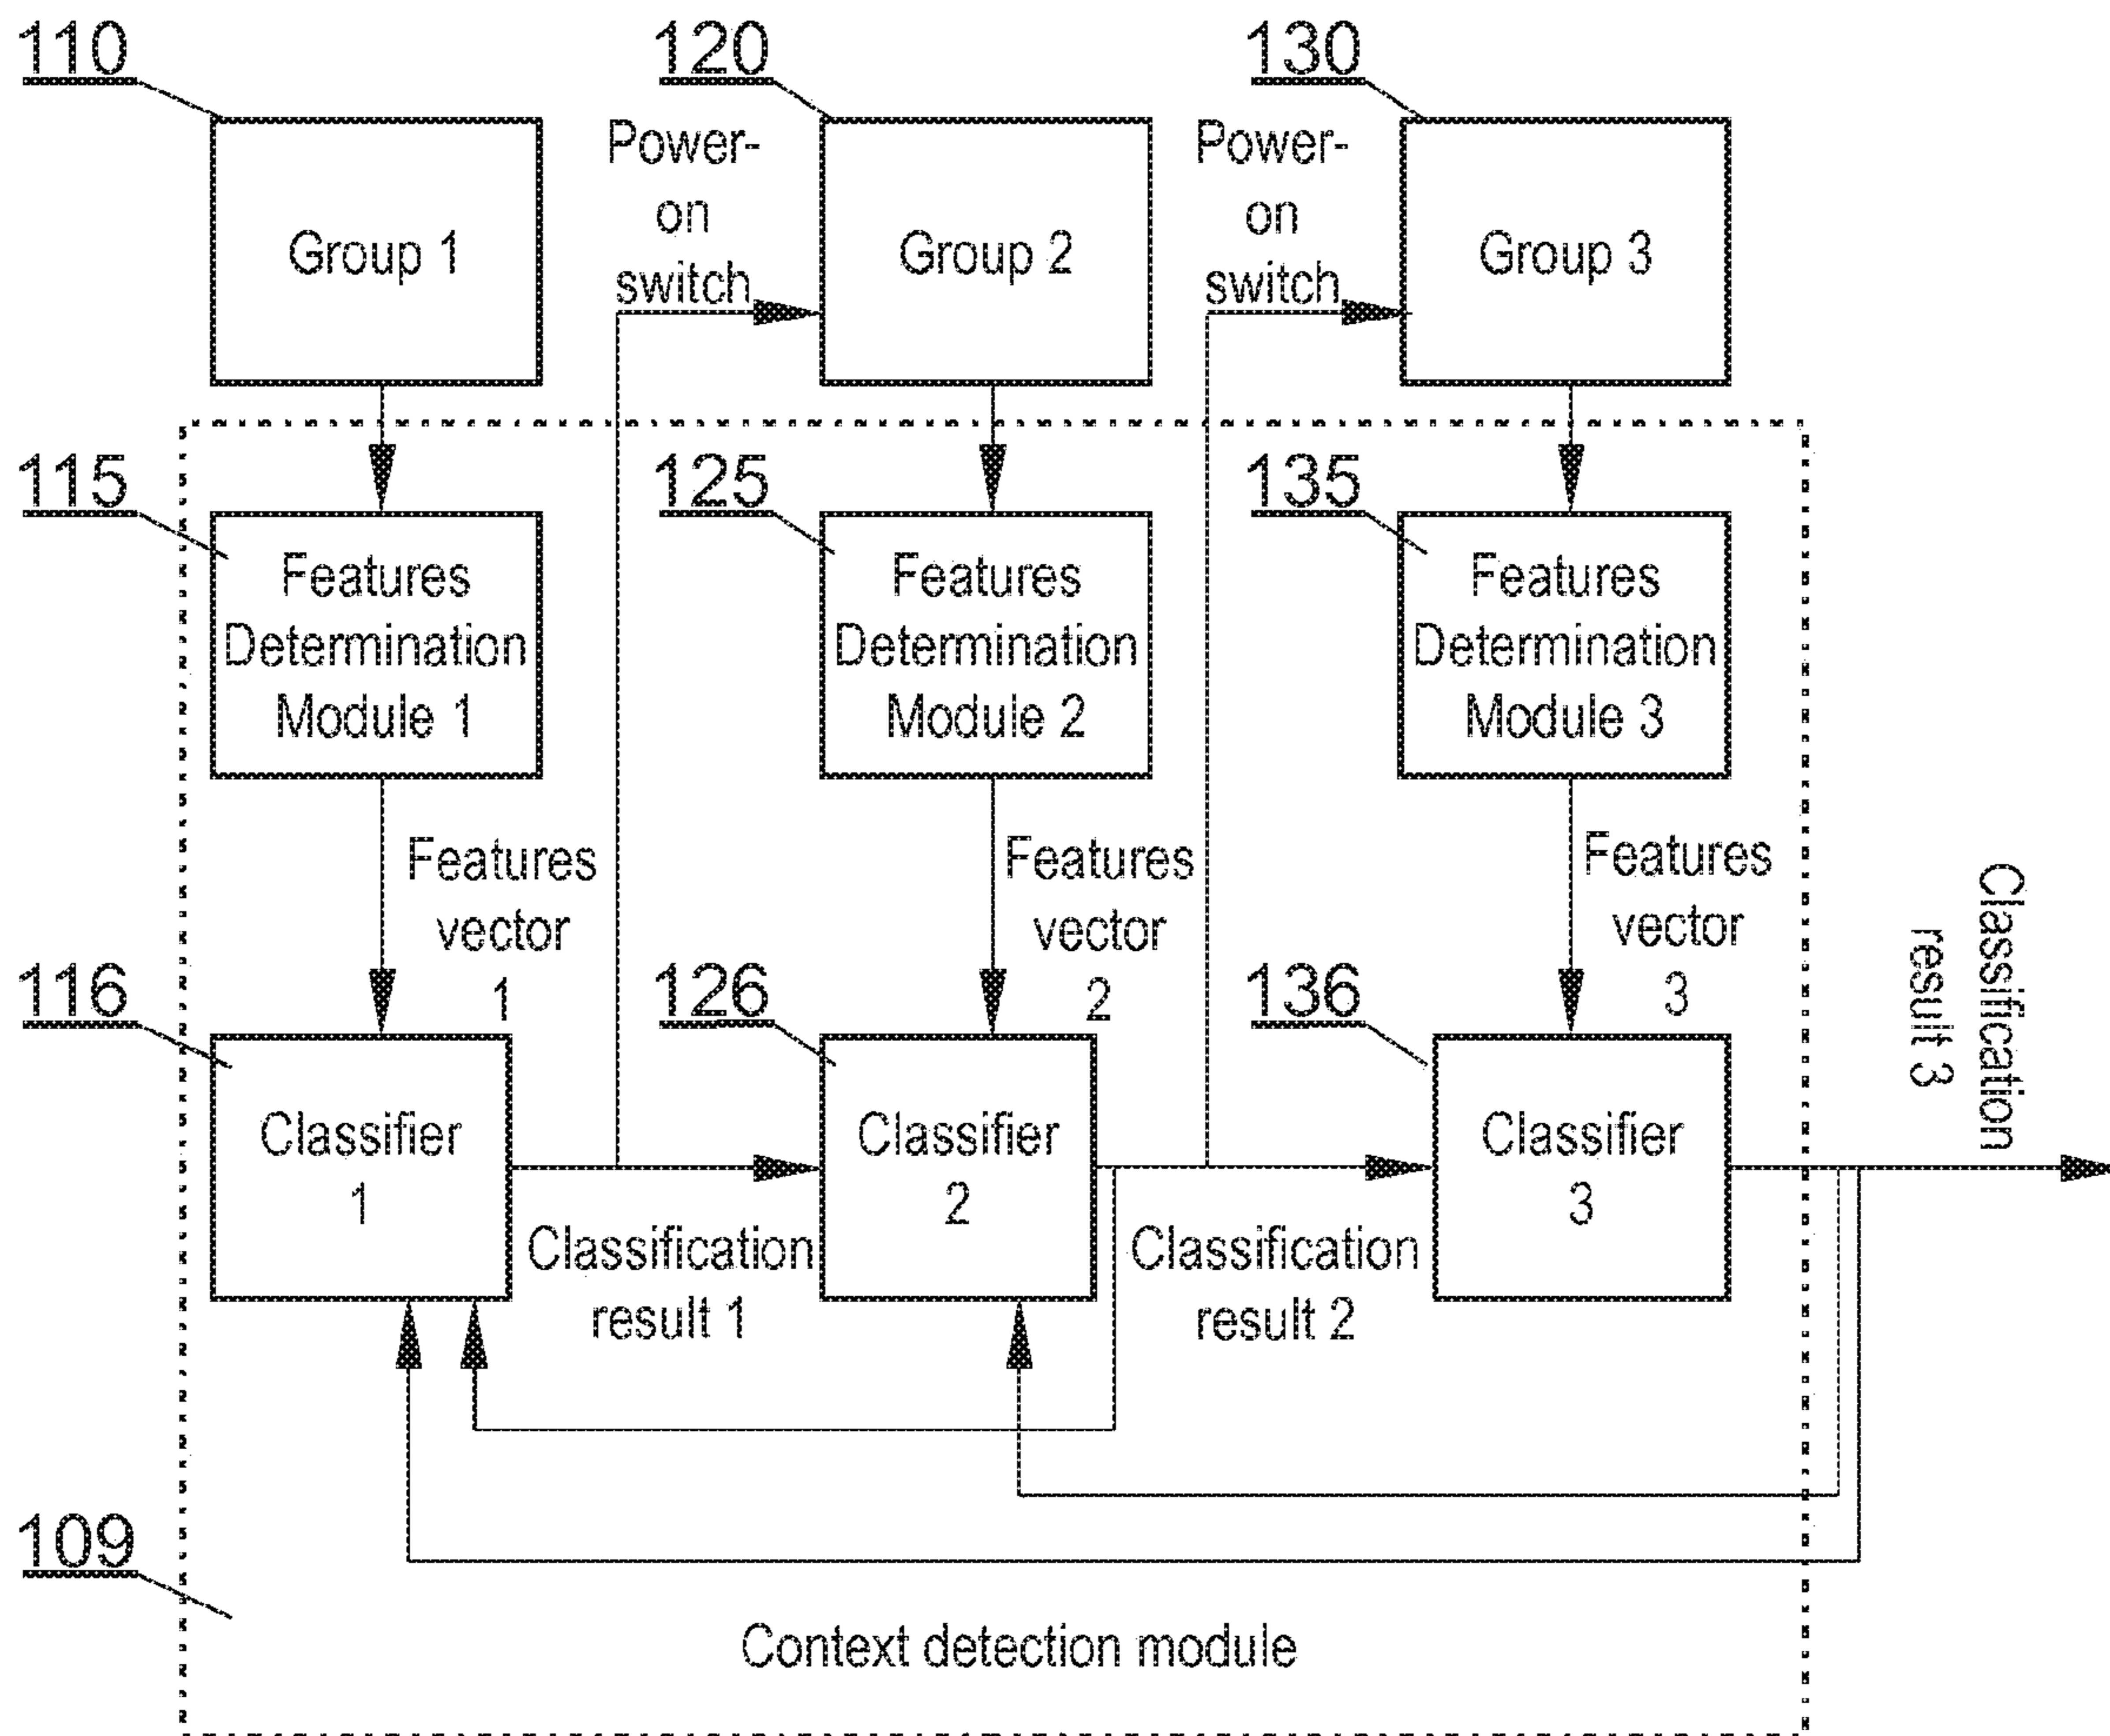 110
120
130
Group 1
Power-
on
switch
Group 2
Power-
on
switch
Group 3
115
125
135
Features
Determination
Module 1
Features
Determination
Module 2
Features
Determination
Module 3
Features
vector
1
Features
vector
2
Features
vector
3
116
126
136
Classifier
1
Classification
result 1
Classifier
2
Classification
result 2
Classifier
3
Classification
result 3
109
Context detection module